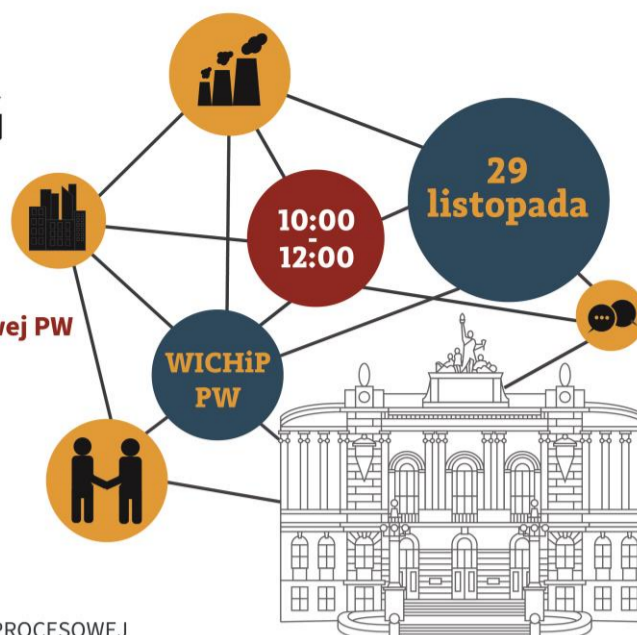 29
listopada
10:00
-
12:00
wej PW
WICHiP
PW
PROCESOWEJ